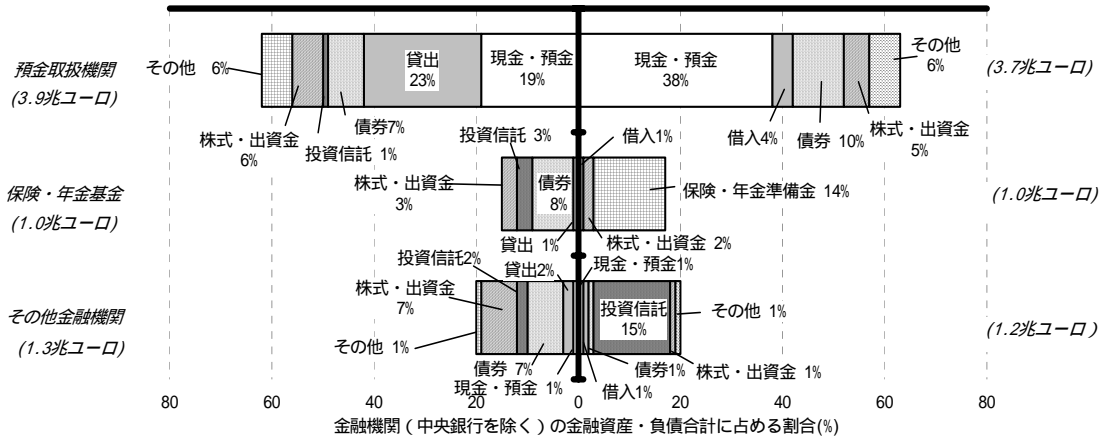 80 60 40 20 0 20 40 60 80
預金取扱機関
(3.9兆ユーロ)
その他 6%
株式・出資金
6%
投資信託 1%
債券7%
貸出
23%
現金・預金
19%
現金・預金
38%
借入4%
債券 10%
株式・出資金
5%
その他
6%
(3.7兆ユーロ)
保険・年金基金
(1.0兆ユーロ)
株式・出資金
3%
投資信託 3%
債券
8%
貸出 1%
借入1%
株式・出資金 2%
保険・年金準備金 14%
(1.0兆ユーロ)
その他金融機関
(1.3兆ユーロ)
その他 1%
株式・出資金
7%
投資信託2%
債券 7%
貸出2%
現金・預金 1%
現金・預金1%
借入1%
債券1%
投資信託
15%
株式・出資金 1%
その他 1%
(1.2兆ユーロ)
80 60 40 20 0 20 40 60 80
金融機関(中央銀行を除く)の金融資産・負債合計に占める割合(%)